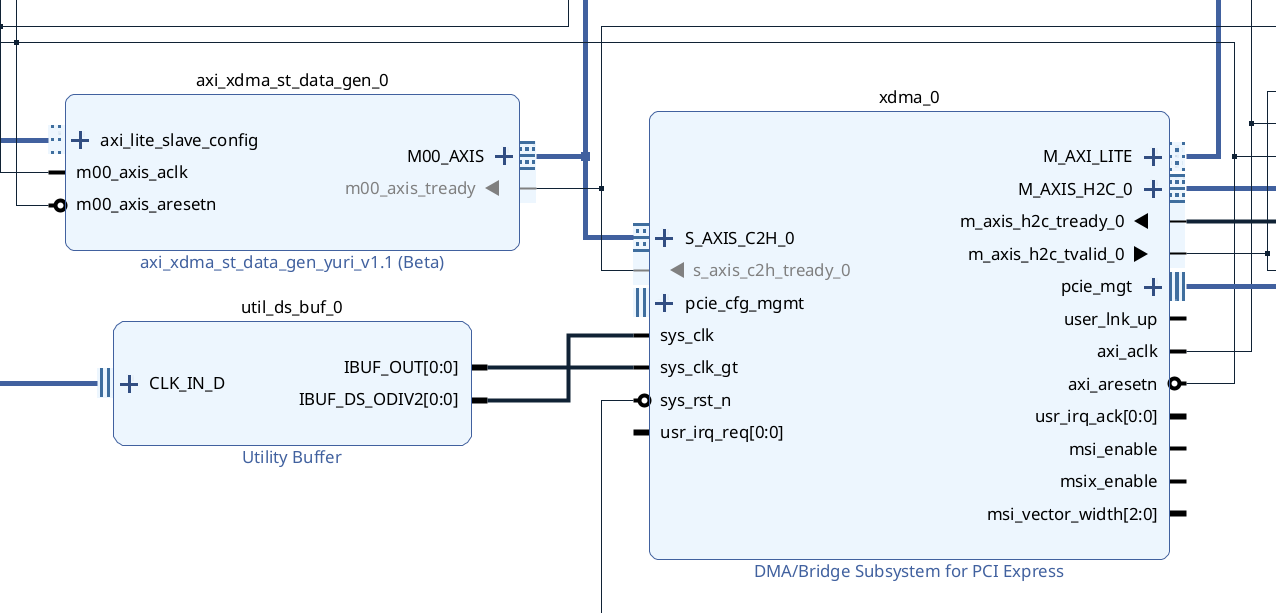 axi_xdma_st_data_gen_0
axi_lite_slave_config
M00_AXIS
m00_axis_aclk
m00_axis_tready
m00_axis_aresetn
axi_xdma_st_data_gen_yuri_v1.1 (Beta)
util_ds_buf_0
CLK_IN_D
IBUF_OUT[0:0]
IBUF_DS_ODIV2[0:0]
Utility Buffer
xdma_0
S_AXIS_C2H_0
s_axis_c2h_tready_0
pcie_cfg_mgmt
sys_clk
sys_clk_gt
sys_rst_n
usr_irq_req[0:0]
M_AXI_LITE
M_AXIS_H2C_0
m_axis_h2c_tready_0
m_axis_h2c_tvalid_0
pcie_mgt
user_lnk_up
axi_aclk
axi_aresetn
usr_irq_ack[0:0]
msi_enable
msix_enable
msi_vector_width[2:0]
DMA/Bridge Subsystem for PCI Express